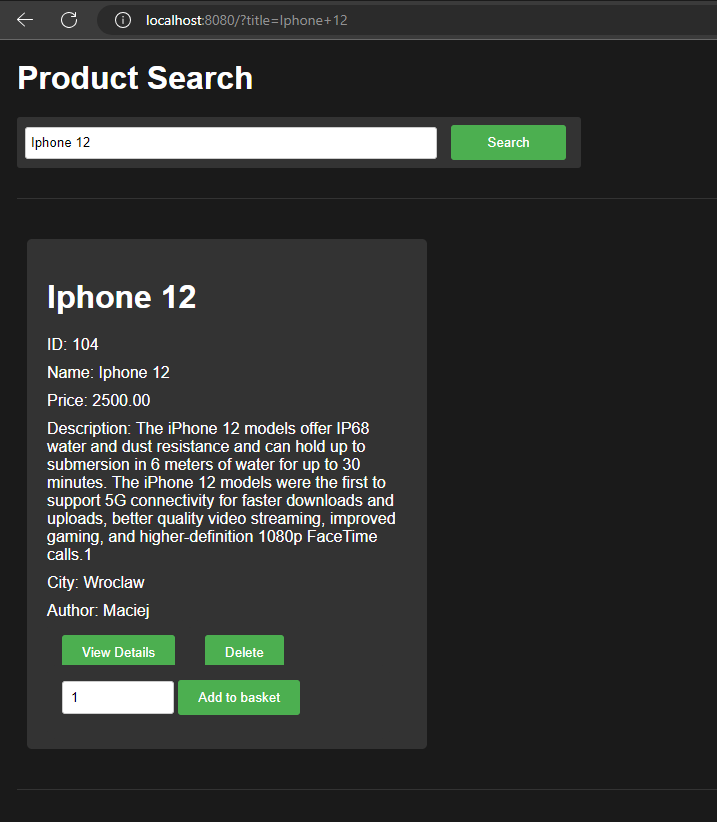 localhost:8080/?title=Iphone+12
Product Search
Iphone 12
Search
Iphone 12
ID: 104
Name: Iphone 12
Price: 2500.00
Description: The iPhone 12 models offer IP68
water and dust resistance and can hold up to
submersion in 6 meters of water for up to 30
minutes. The iPhone 12 models were the first to
support 5G connectivity for faster downloads and
uploads, better quality video streaming, improved
gaming, and higher-definition 1080p FaceTime
calls.1
City: Wroclaw
Author: Maciej
View Details Delete
1 Add to basket